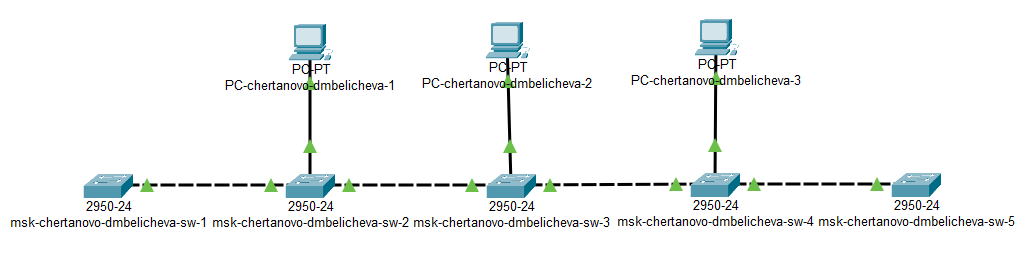 PC-PT
PC-chertanovo-dmbelicheva-1
PC-PT
PC-chertanovo-dmbelicheva-2
PC-PT
PC-chertanovo-dmbelicheva-3
2950-24
msk-chertanovo-dmbelicheva-sw-1
2950-24
msk-chertanovo-dmbelicheva-sw-2
2950-24
msk-chertanovo-dmbelicheva-sw-3
2950-24
msk-chertanovo-dmbelicheva-sw-4
2950-24
msk-chertanovo-dmbelicheva-sw-5